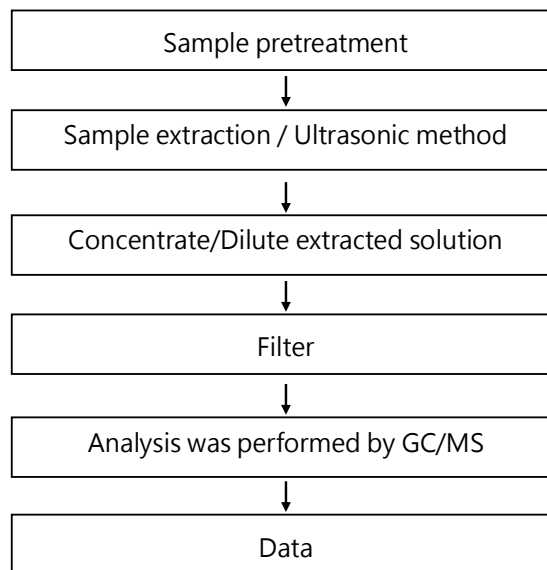 Sample pretreatment
Sample extraction / Ultrasonic method
Concentrate/Dilute extracted solution
Filter
Analysis was performed by GC/MS
Data